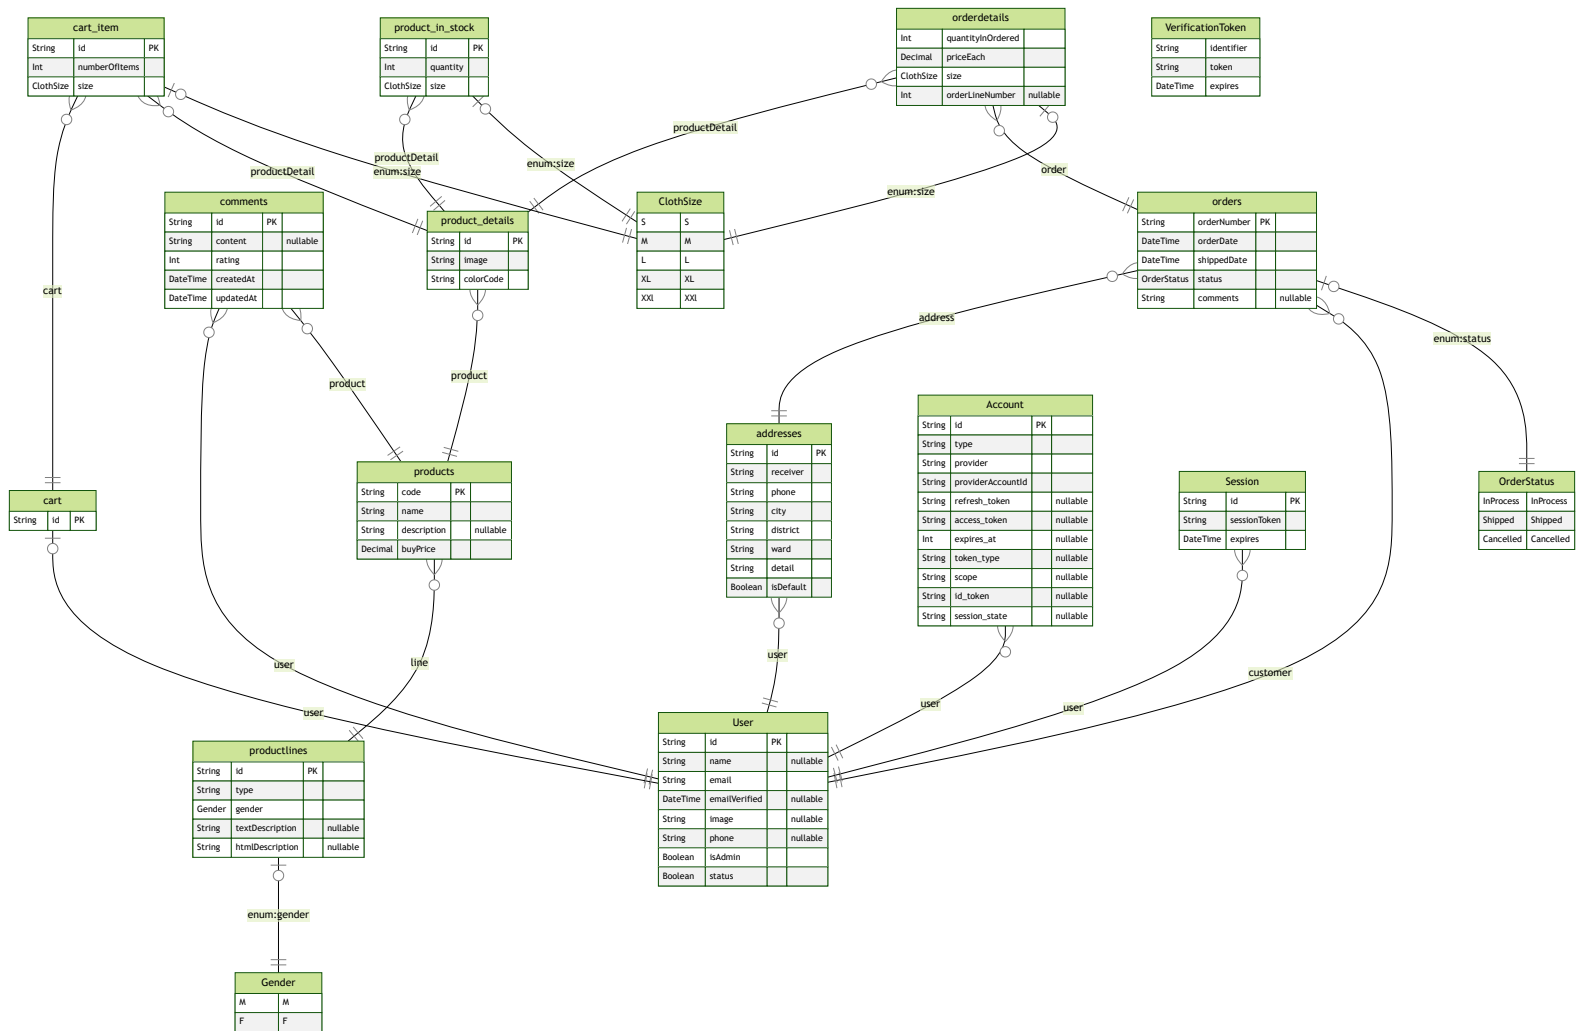 cart_item
String id PK
Int numberOfItems
ClothSize size
product_in_stock
String id PK
Int quantity
ClothSize size
orderdetails
Int quantityInOrdered
Decimal priceEach
ClothSize size
Int orderLineNumber nullable
VerificationToken
String identifier
String token
DateTime expires
productDetail
productDetail
enum:size
enum:size
productDetail
order
enum:size
comments
String id PK
String content nullable
Int rating
DateTime createdAt
DateTime updatedAt
product_details
String id PK
String image
String colorCode
ClothSize
S S
M M
L L
XL XL
XXl XXl
orders
String orderNumber PK
DateTime orderDate
DateTime shippedDate
OrderStatus status
String comments nullable
cart
address
enum:status
product
product
Account
String id PK
String type
String provider
String providerAccountId
String refresh_token nullable
String access_token nullable
Int expires_at nullable
String token_type nullable
String scope nullable
String id_token nullable
String session_state nullable
addresses
String id PK
String receiver
String phone
String city
String district
String ward
String detail
Boolean isDefault
products
String code PK
String name
String description nullable
Decimal buyPrice
Session
String id PK
String sessionToken
DateTime expires
OrderStatus
InProcess InProcess
Shipped Shipped
Cancelled Cancelled
cart
String id PK
user
line
user
customer
user
user
user
User
String id PK
String name nullable
String email
DateTime emailVerified nullable
String image nullable
String phone nullable
Boolean isAdmin
Boolean status
productlines
String id PK
String type
Gender gender
String textDescription nullable
String htmlDescription nullable
enum:gender
Gender
M M
F F